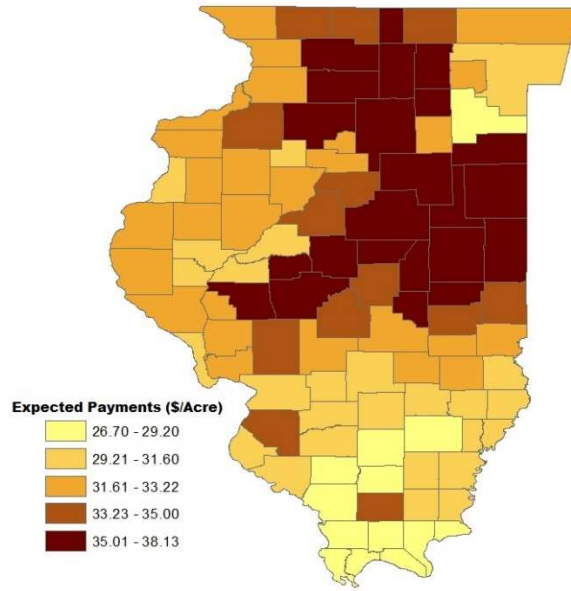 Expected Payments ($/Acre)
26.70 - 29.20
29.21 - 31.60
31.61 - 33.22
33.23 - 35.00
35.01 - 38.13